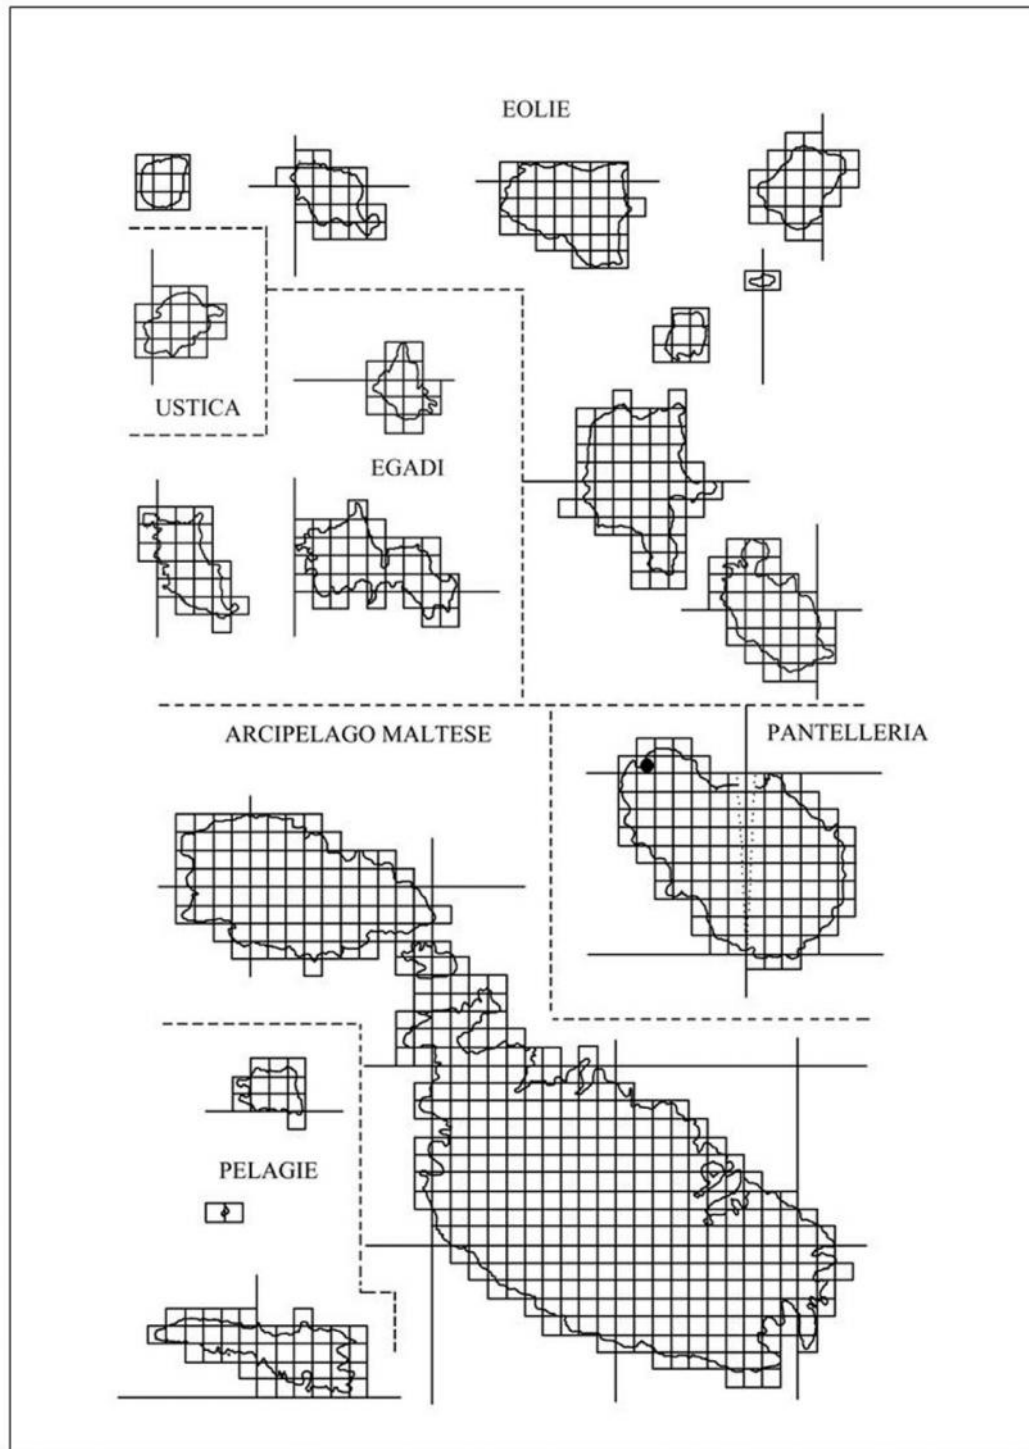 EOLIE
USTICA
EGADI
ARCIPELAGO MALTESE
PANTELLERIA
PELAGIE